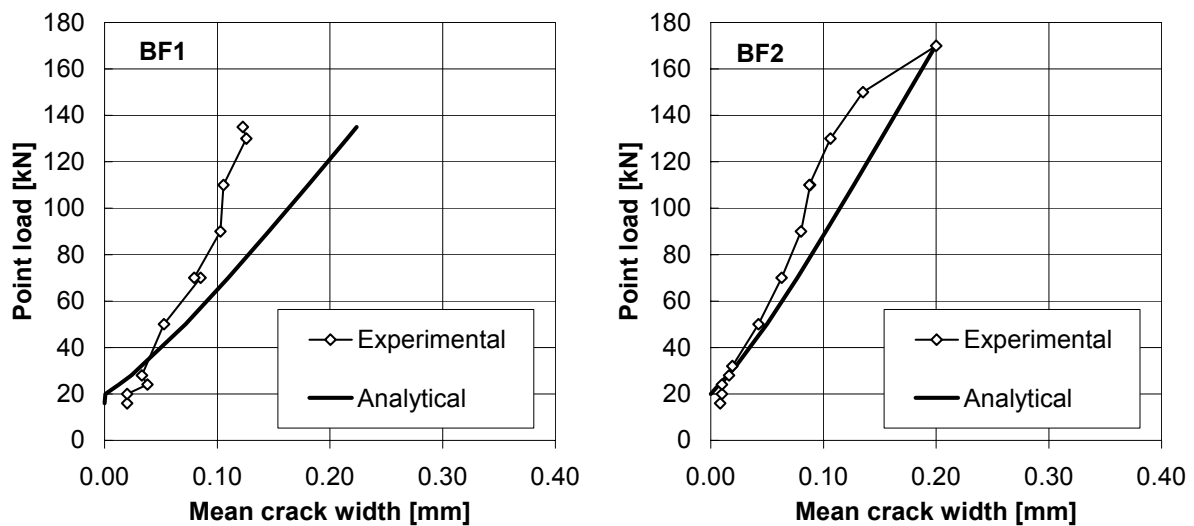 BF1
180
160
140
120
100
80
60
40
20
0
Point load [kN]
0.00 0.10 0.20 0.30 0.40
Mean crack width [mm]
Experimental
Analytical
BF2
180
160
140
120
100
80
60
40
20
0
Point load [kN]
0.00 0.10 0.20 0.30 0.40
Mean crack width [mm]
Experimental
Analytical